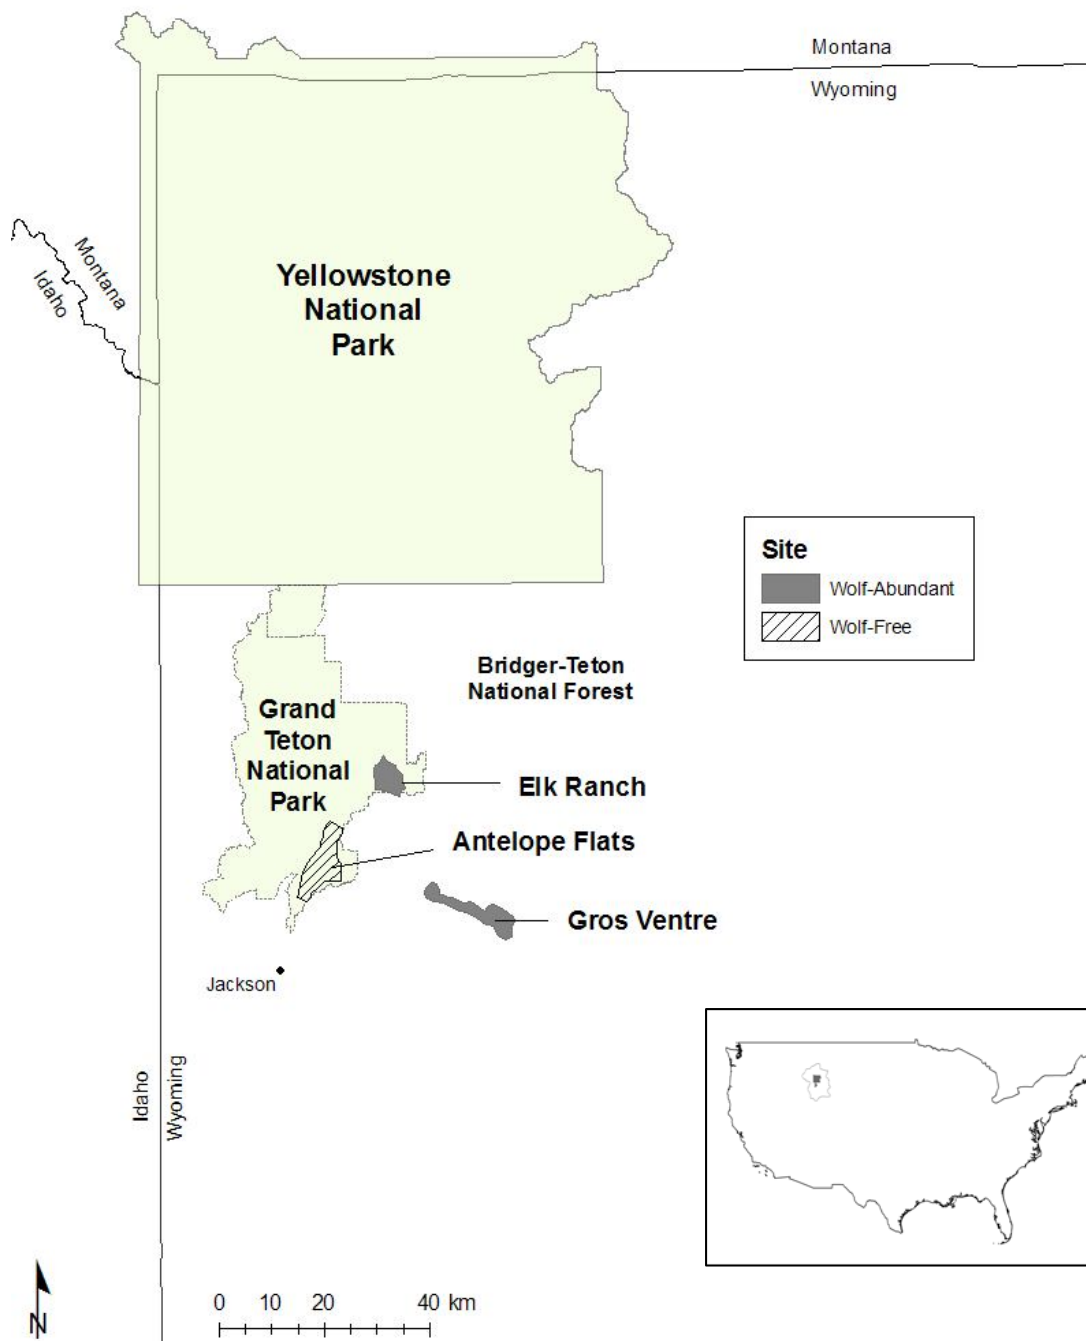 Montana
Wyoming
Montana
Idaho
Yellowstone
National
Park
Site
Wolf-Abundant
Wolf-Free
Bridger-Teton
National Forest
Grand
Teton
National
Park
Elk Ranch
Antelope Flats
Gros Ventre
Jackson
Idaho
Wyoming
N
0 10 20 40 km